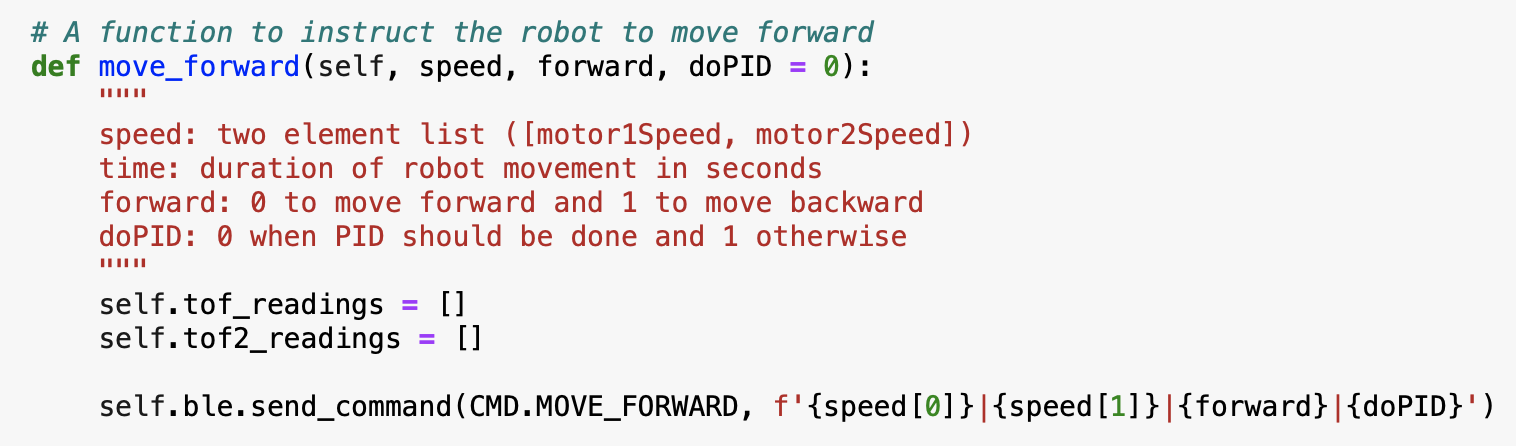 # A function to instruct the robot to move forward
def move_forward(self, speed, forward, doPID = 0):
    """
    speed: two element list ([motor1Speed, motor2Speed])
    time: duration of robot movement in seconds
    forward: 0 to move forward and 1 to move backward
    doPID: 0 when PID should be done and 1 otherwise
    """
    self.tof_readings = []
    self.tof2_readings = []

    self.ble.send_command(CMD.MOVE_FORWARD, f'{speed[0]}|{speed[1]}|{forward}|{doPID}')